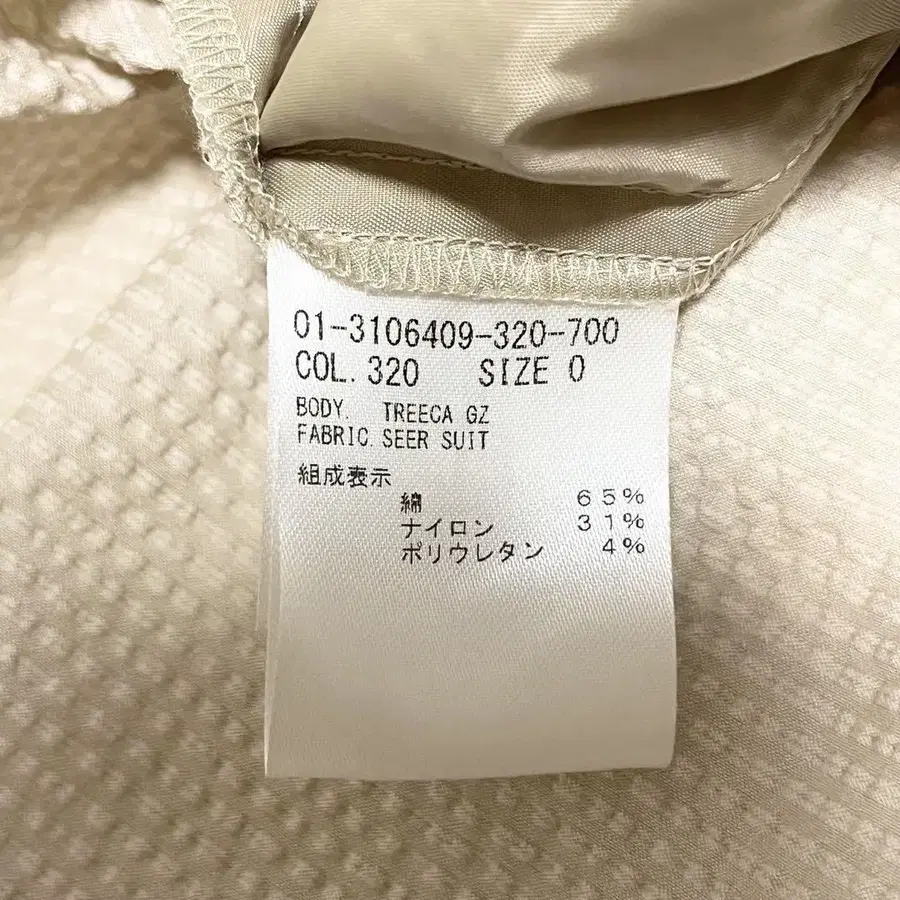 01-3106409-320-700
COL. 320 SIZE 0
BODY. TREECA GZ
FABRIC. SEER SUIT
組成表示
綿 65%
ナイロン 31%
ポリウレタン 4%